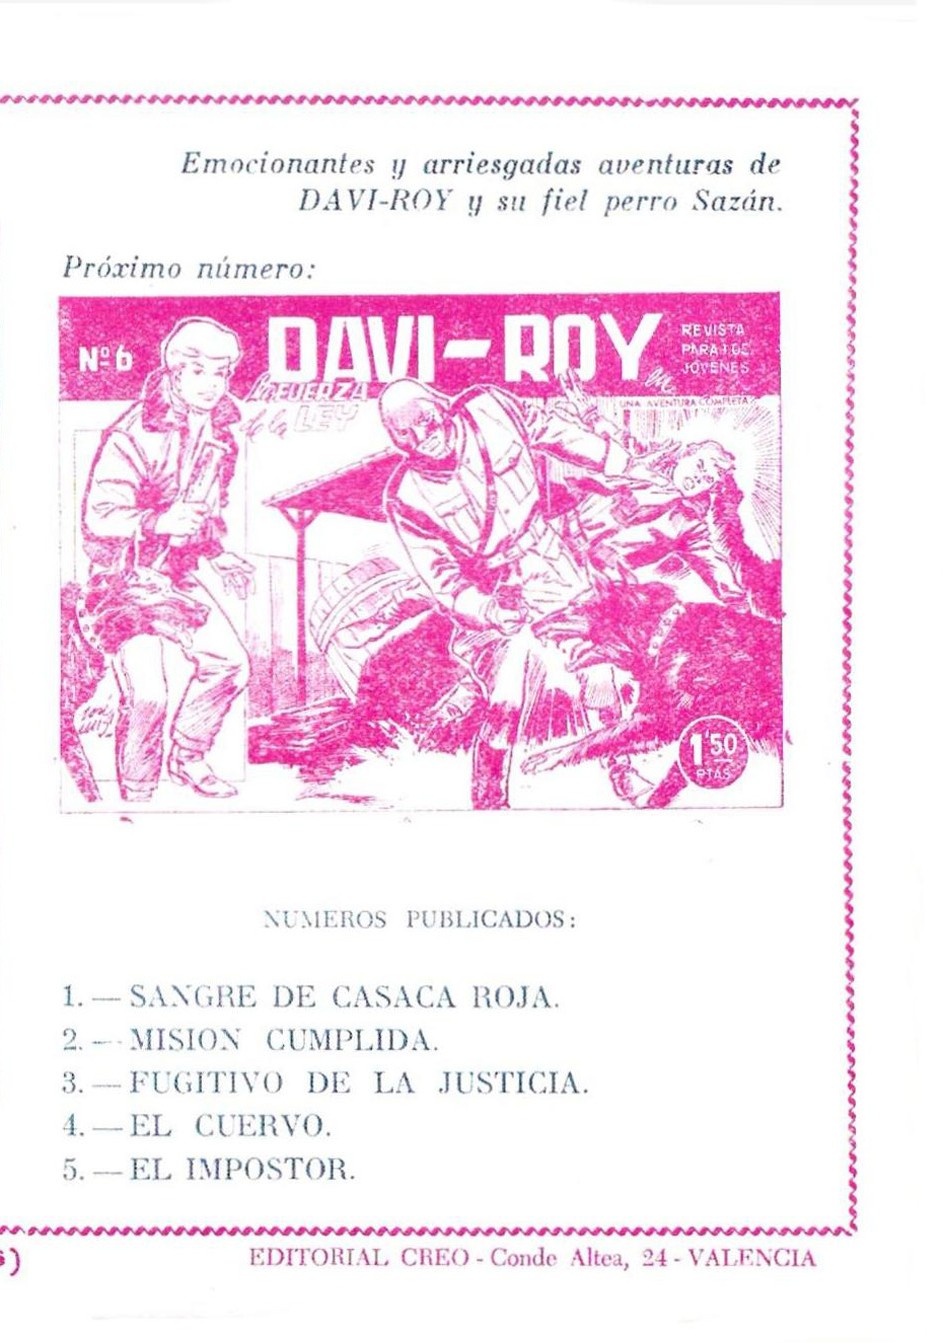 Emocionantes y arriesgadas aventuras de
DAVI-ROY y su fiel perro Sazán.
Próximo número:
Nº 6
DAVI-ROY
REVISTA
PARA LOS
JOVENES
La FUERZA
de la LEY
en
UNA AVENTURA COMPLETA
1'50
PTAS
NUMEROS PUBLICADOS:
1. — SANGRE DE CASACA ROJA.
2. — MISION CUMPLIDA.
3. — FUGITIVO DE LA JUSTICIA.
4. — EL CUERVO.
5. — EL IMPOSTOR.
s)
EDITORIAL CREO - Conde Altea, 24 - VALENCIA